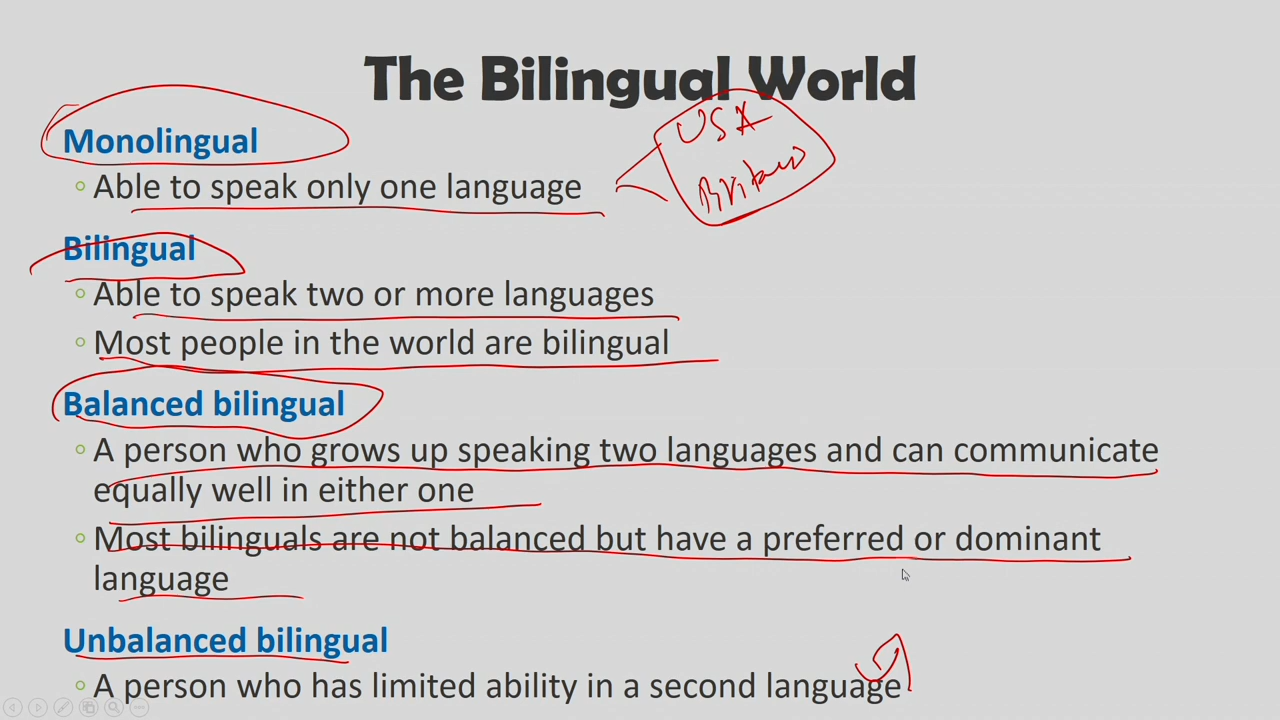 The Bilingual World
Monolingual
Able to speak only one language
USA
Britain
Bilingual
Able to speak two or more languages
Most people in the world are bilingual
Balanced bilingual
A person who grows up speaking two languages and can communicate
equally well in either one
Most bilinguals are not balanced but have a preferred or dominant
language
Unbalanced bilingual
A person who has limited ability in a second language